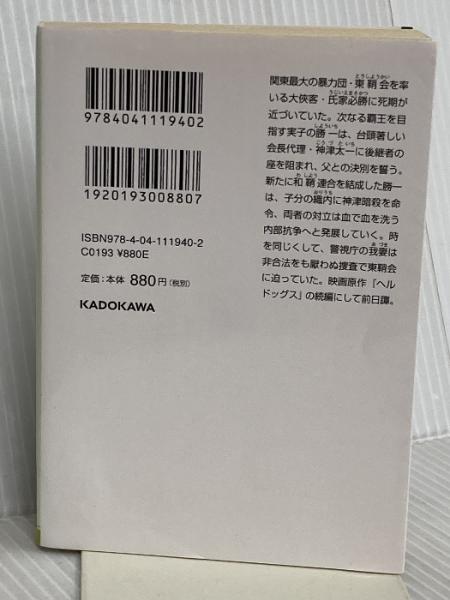 9784041119402
1920193008807
ISBN978-4-04-111940-2
C0193 ¥880E
定価:本体 880円(税別)
KADOKAWA
関東最大の暴力団・東鞘会を率
いる大俠客・氏家必勝に死期が
近づいていた。次なる覇王を目
指す実子の勝一は、台頭著しい
会長代理・神津太一に後継者の
座を阻まれ、父との決別を誓う。
新たに和鞘連合を結成した勝一
は、子分の織内に神津暗殺を命
令、両者の対立は血で血を洗う
内部抗争へと発展していく。時
を同じくして、警視庁の我妻は
非合法をも厭わぬ捜査で東鞘会
に迫っていた。映画原作『ヘル
ドッグス』の続編にして前日譚。